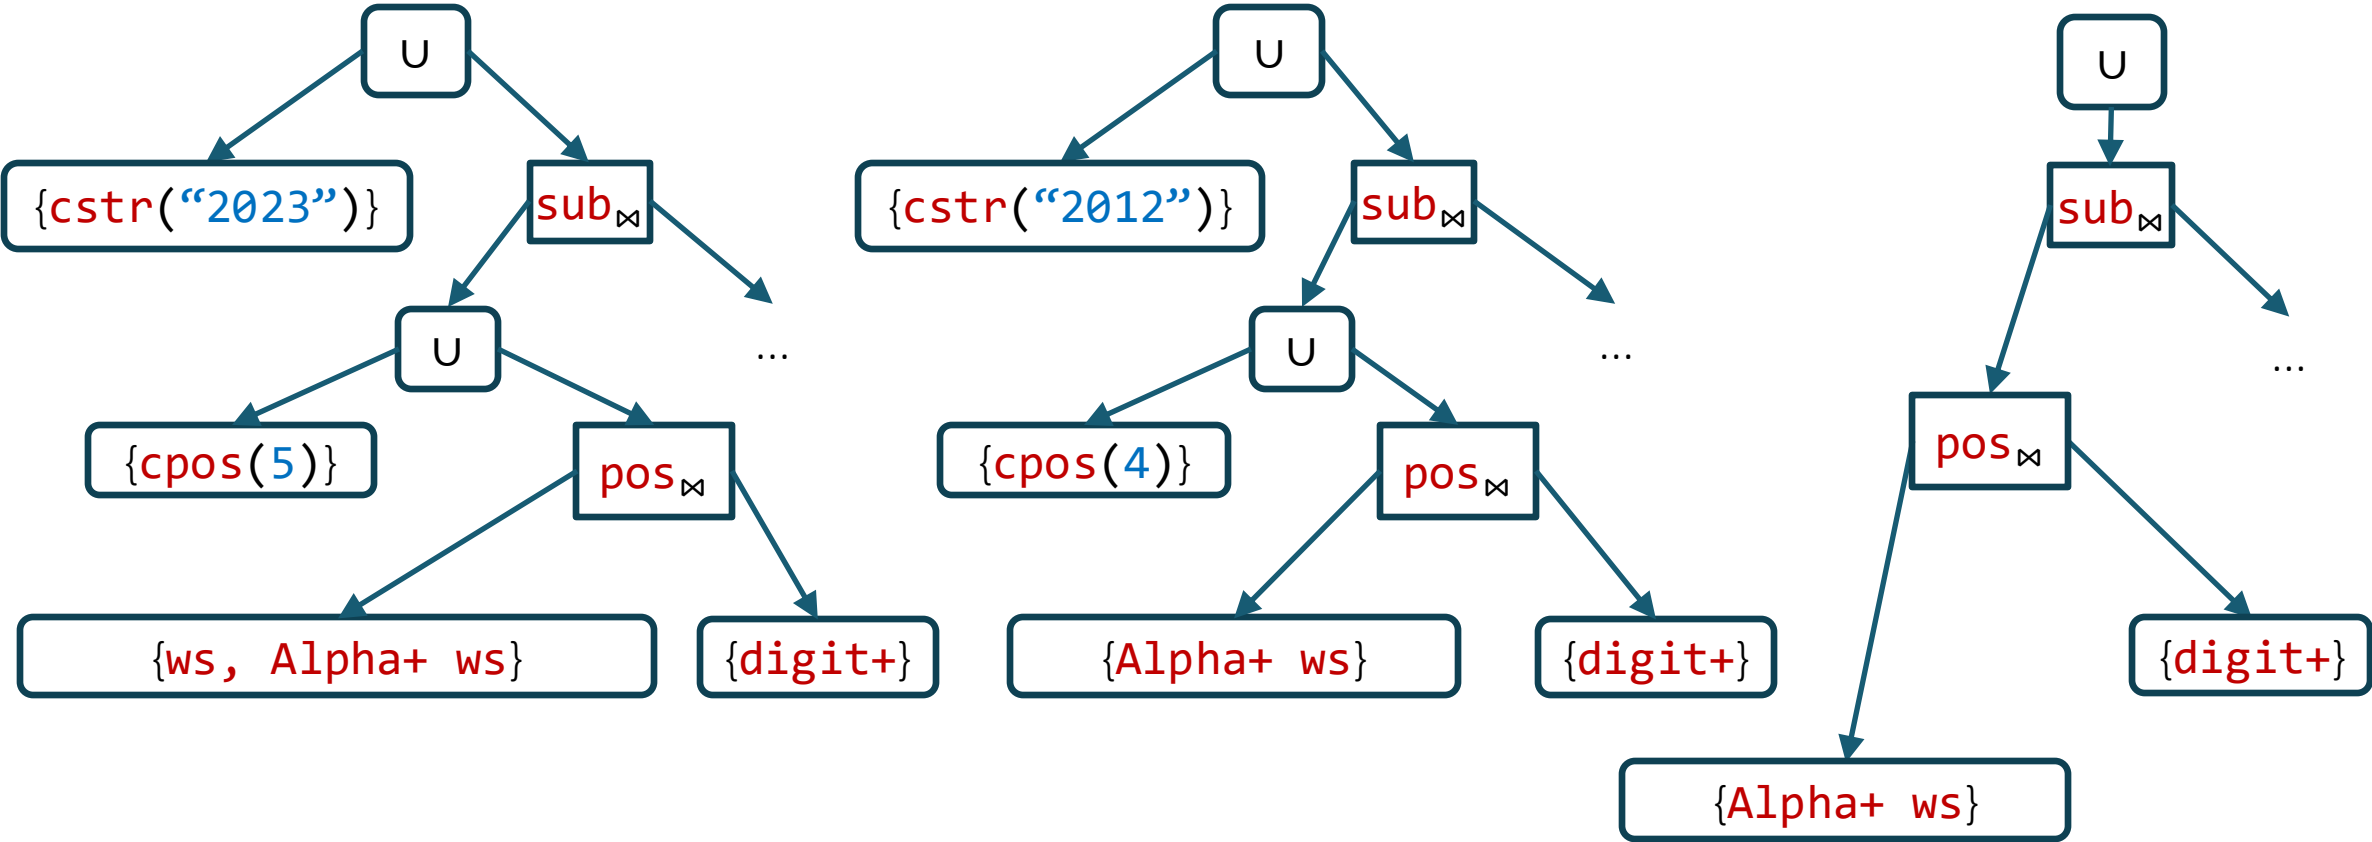 ∪ ∪ ∪
{cstr(“2023”)} sub⋈ {cstr(“2012”)} sub⋈ sub⋈
∪ ... ∪ ... ...
{cpos(5)} pos⋈ {cpos(4)} pos⋈ pos⋈
{ws, Alpha+ ws} {digit+} {Alpha+ ws} {digit+} {digit+}
{Alpha+ ws}